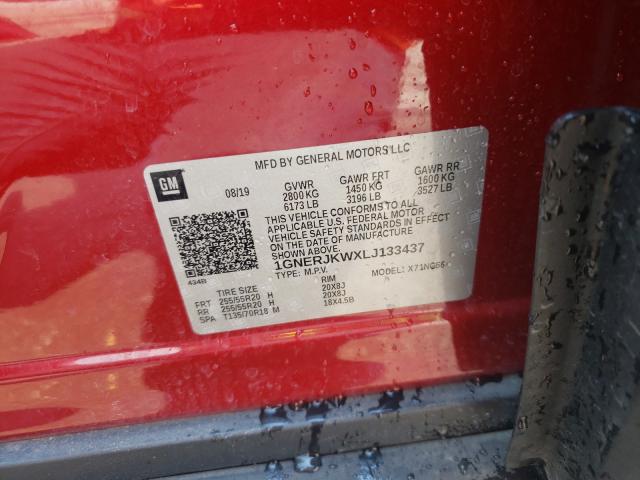 MFD BY GENERAL MOTORS LLC
GM
08/19 GVWR GAWR FRT GAWR RR
2800 KG 1450 KG 1600 KG
6173 LB 3196 LB 3527 LB
THIS VEHICLE CONFORMS TO ALL
APPLICABLE U.S. FEDERAL MOTOR
VEHICLE SAFETY STANDARDS IN
EFFECT ON THE DATE OF MANUFACTURE
SHOWN ABOVE.
1GNERJKWXLJ133437
434B TYPE: M.P.V. MODEL:
TIRE SIZE RIM
FRT 255/55R20 H 20X8J
RR 255/55R20 H 20X8J
SPA T135/70R18 M 18X4.5B